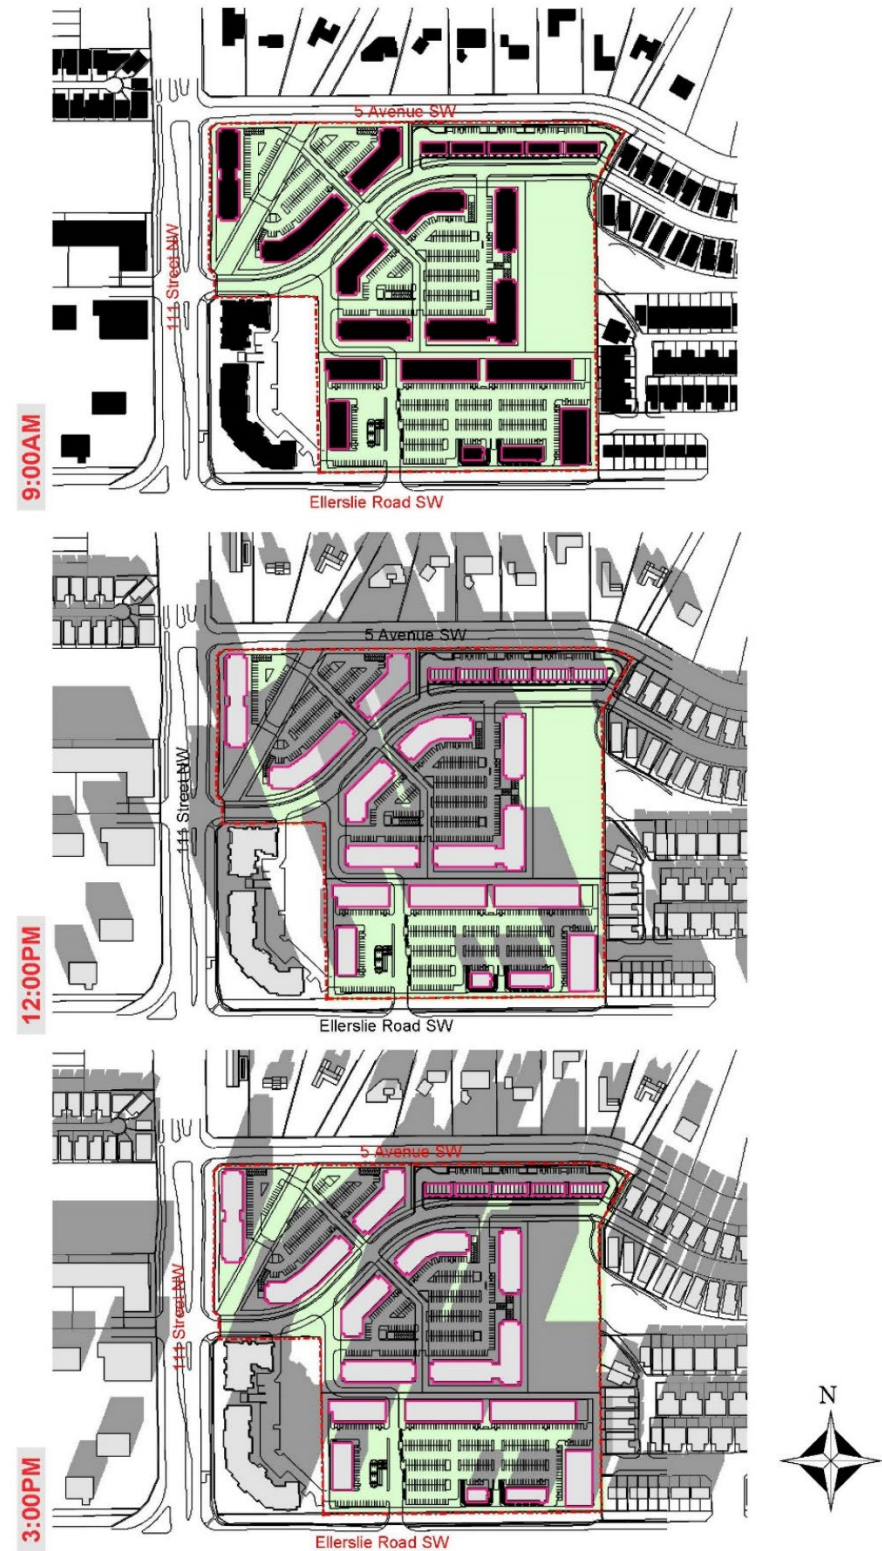 5 Avenue SW
111 Street NW
9:00AM
Ellerslie Road SW
5 Avenue SW
111 Street NW
12:00PM
Ellerslie Road SW
5 Avenue SW
111 Street NW
N
3:00PM
Ellerslie Road SW